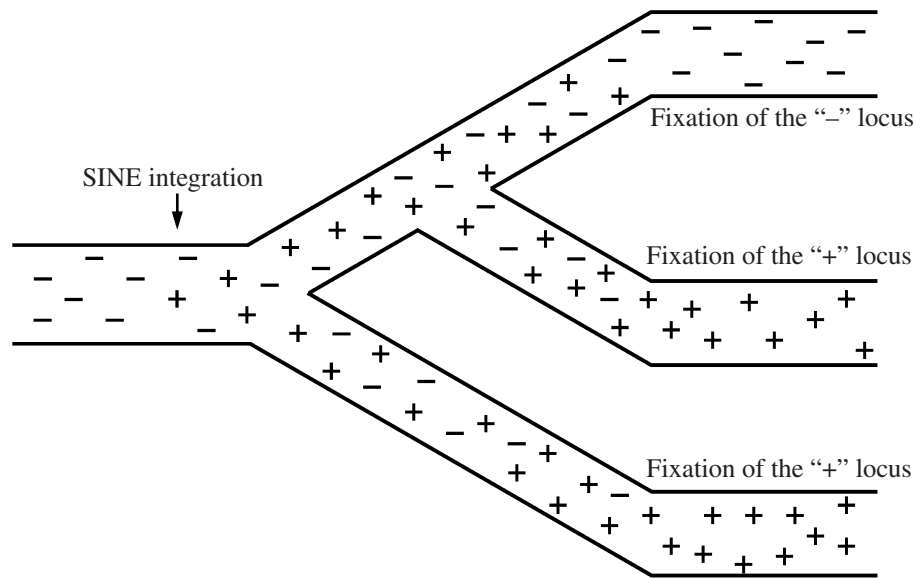 Fixation of the “–” locus
SINE integration
Fixation of the “+” locus
Fixation of the “+” locus